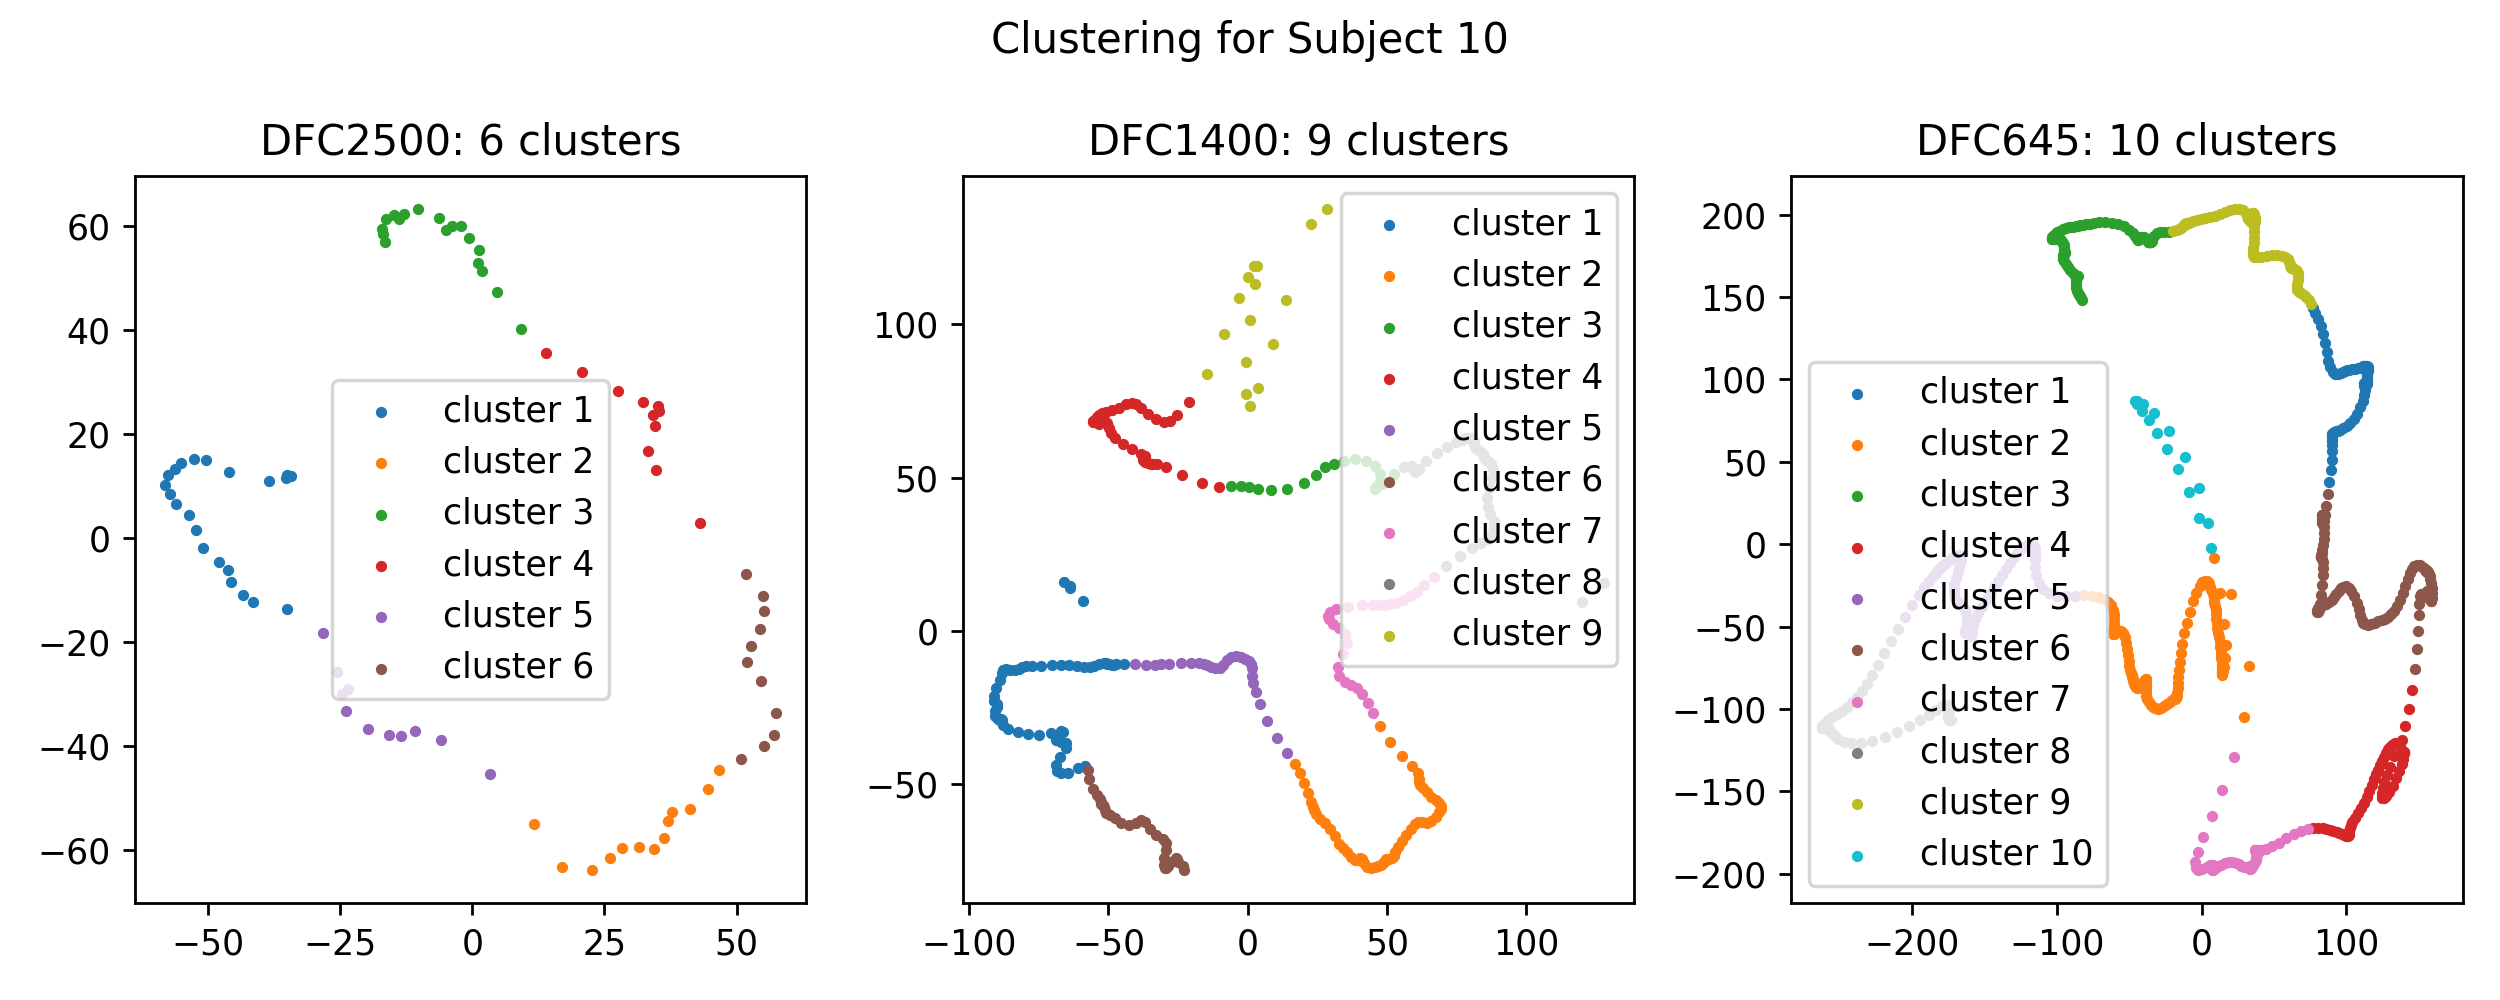 Clustering for Subject 10
DFC2500: 6 clusters
60
40
20
0
−20
−40
−60
−50
−25
0
25
50
cluster 1
cluster 2
cluster 3
cluster 4
cluster 5
cluster 6
DFC1400: 9 clusters
100
50
0
−50
−100
−50
0
50
100
cluster 1
cluster 2
cluster 3
cluster 4
cluster 5
cluster 6
cluster 7
cluster 8
cluster 9
DFC645: 10 clusters
200
150
100
50
0
−50
−100
−150
−200
−200
−100
0
100
cluster 1
cluster 2
cluster 3
cluster 4
cluster 5
cluster 6
cluster 7
cluster 8
cluster 9
cluster 10